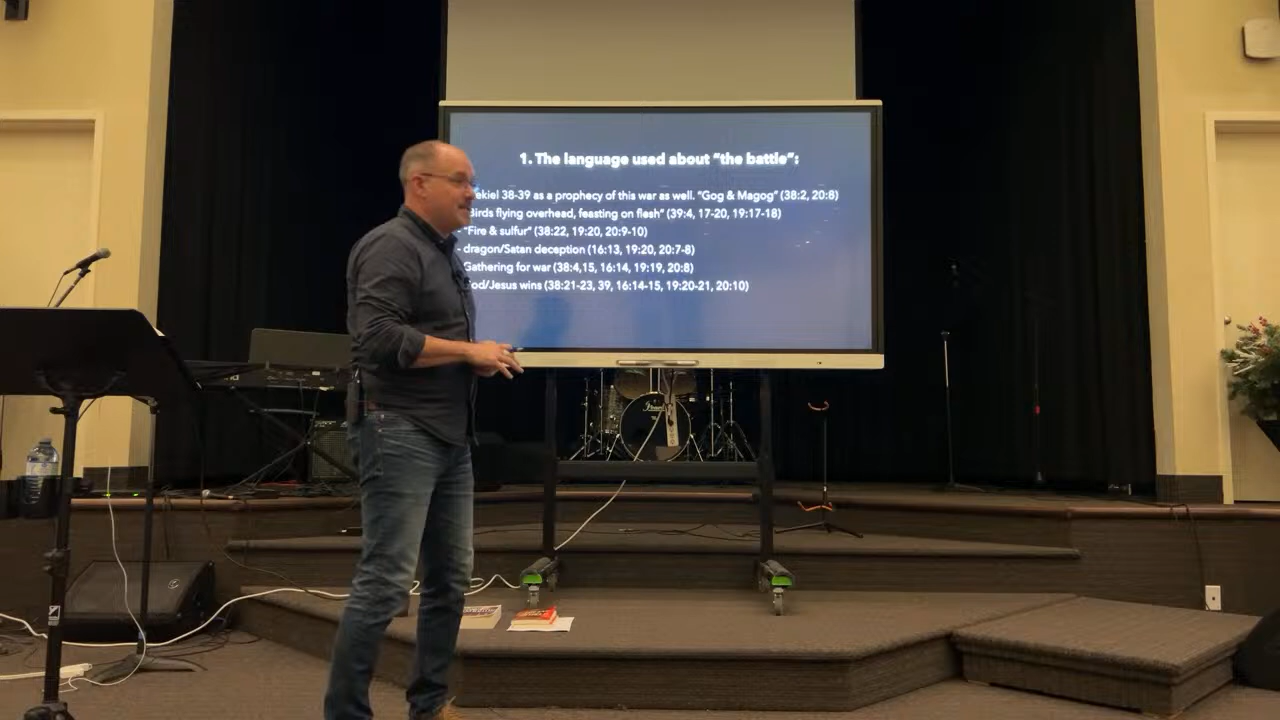 1. The language used about "the battle":
ekiel 38-39 as a prophecy of this war as well. "Gog & Magog" (38:2, 20:8)
Birds flying overhead, feasting on flesh" (39:4, 17-20, 19:17-18)
"Fire & sulfur" (38:22, 19:20, 20:9-10)
- dragon/Satan deception (16:13, 19:20, 20:7-8)
Gathering for war (38:4,15, 16:14, 19:19, 20:8)
God/Jesus wins (38:21-23, 39, 16:14-15, 19:20-21, 20:10)